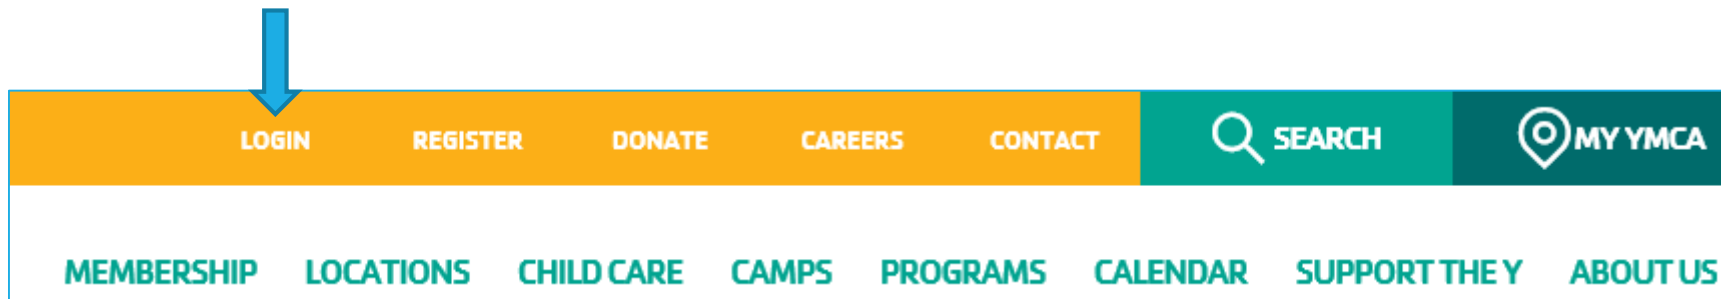 LOGIN REGISTER DONATE CAREERS CONTACT SEARCH MY YMCA
MEMBERSHIP LOCATIONS CHILD CARE CAMPS PROGRAMS CALENDAR SUPPORT THE Y ABOUT US